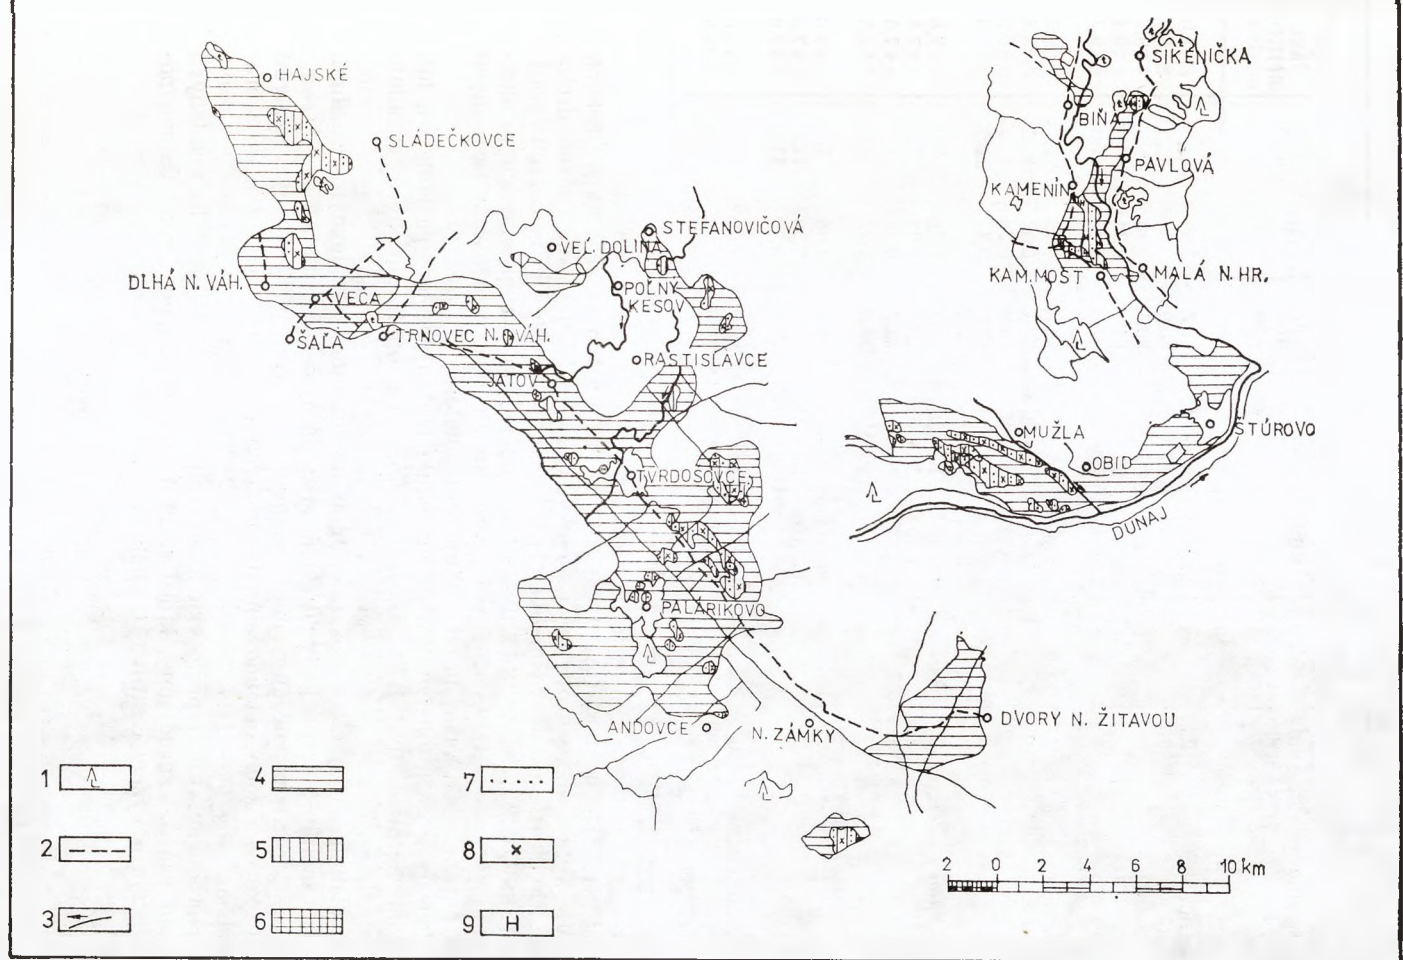 HAJSKÉ
SLÁDEČKOVCE
SIKENIČKA
BIŇA
PAVLOVÁ
KAMENÍN
KAM.MOST
MALÁ N.HR.
STEFANOVIČOVÁ
VEĽ.DOLINA
POĽNÝ
KESOV
DĹHÁ N. VÁH.
VEČA
ŠAĽA
TRNOVEC N. VÁH.
RASTISLAVCE
JATOV
TVRDOŠOVCE
MUŽLA
OBID
ŠTÚROVO
DUNAJ
PALÁRIKOVO
ANDOVCE
N. ZÁMKY
DVORY N. ŽITAVOU
1
2
3
4
5
6
7
8
9 H
2 0 2 4 6 8 10 km